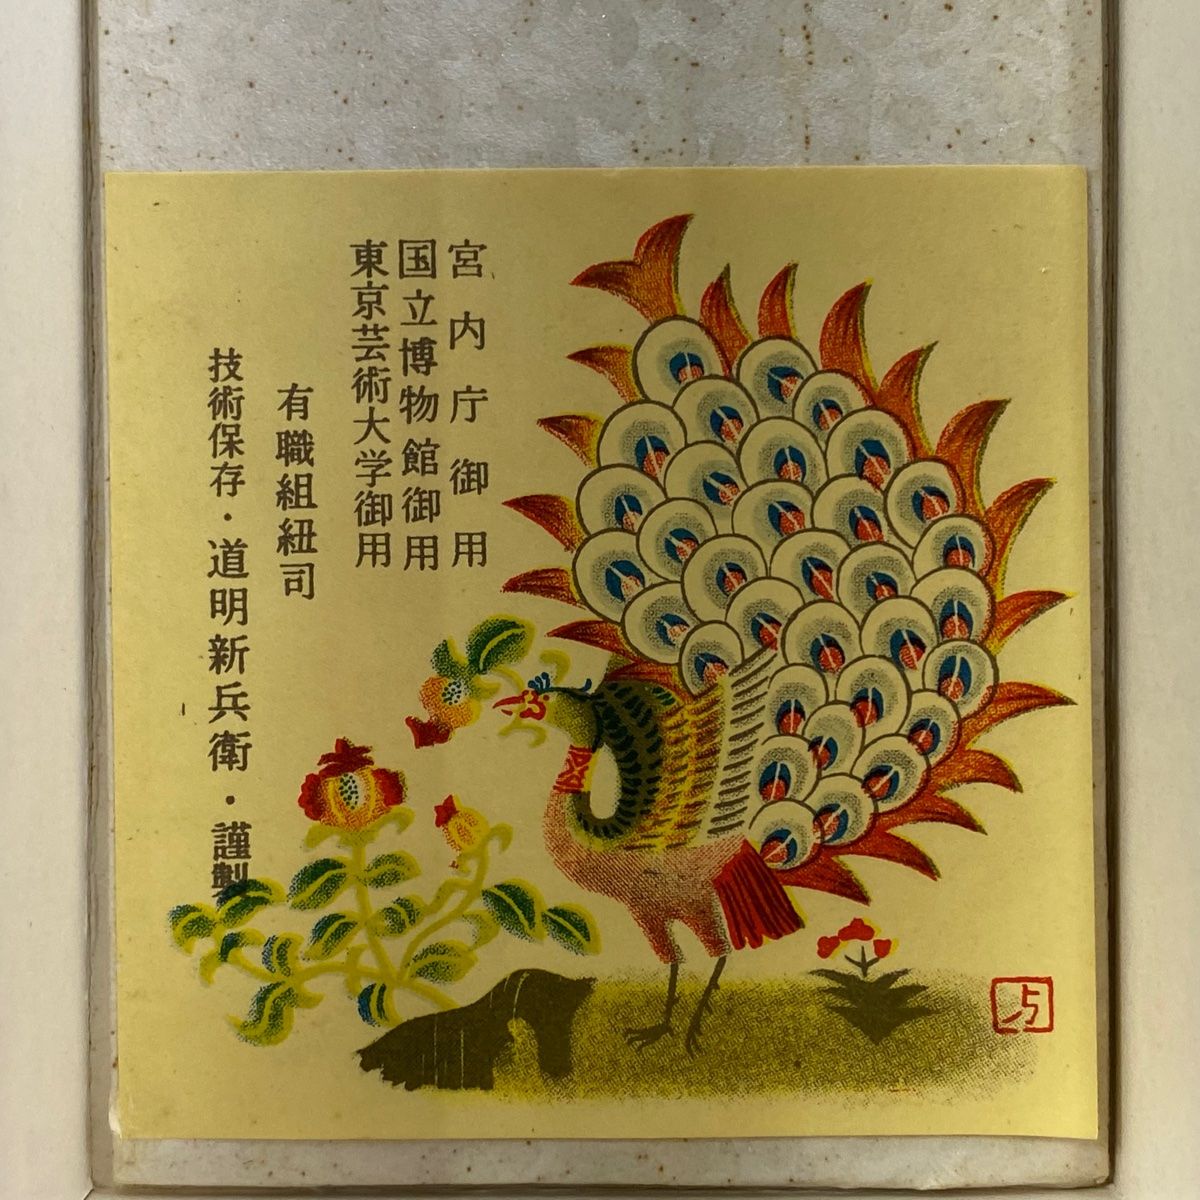 宮内庁御用
国立博物館御用
東京芸術大学御用
有職組紐司
技術保存・道明新兵衛・謹製